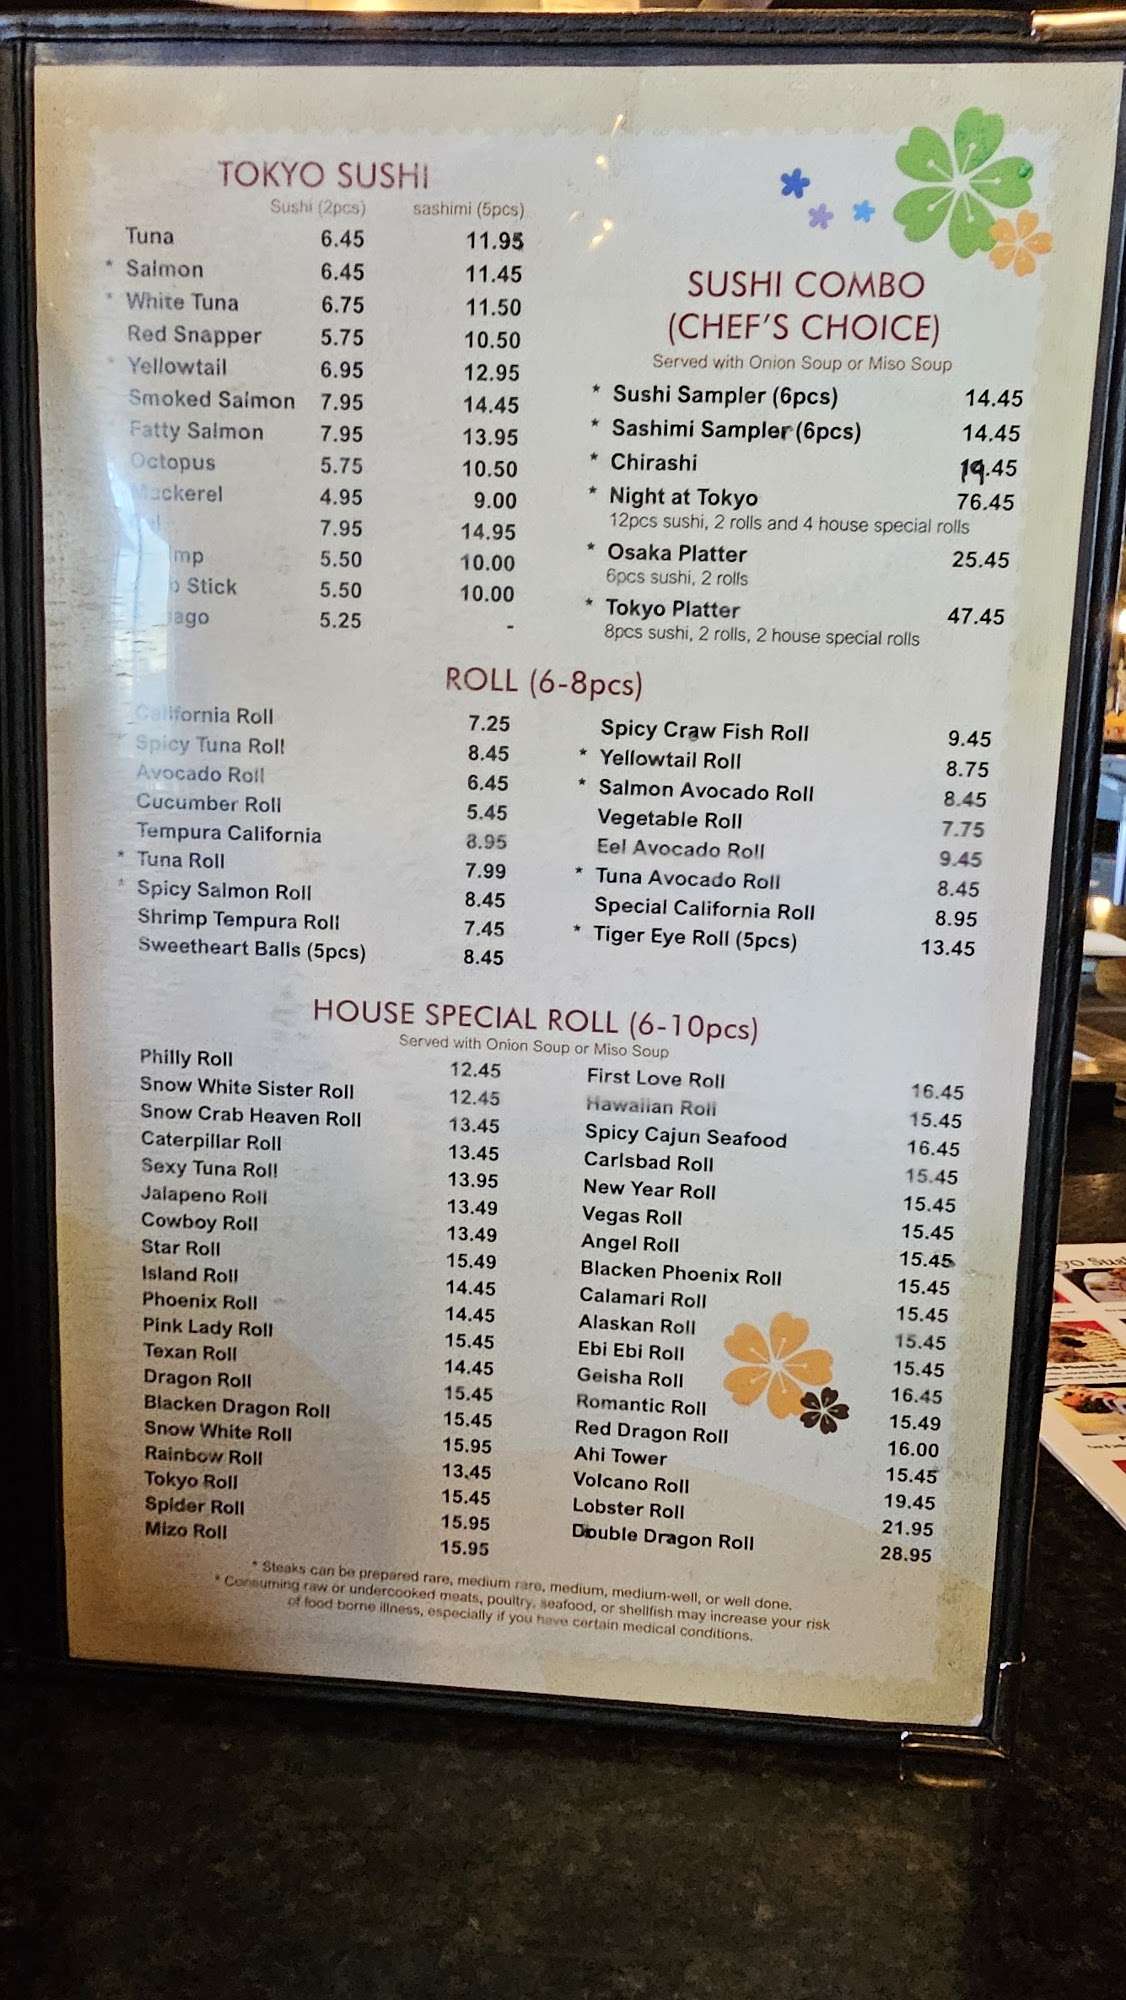 TOKYO SUSHI
Sushi (2pcs) sashimi (5pcs)
Tuna 6.45 11.95
* Salmon 6.45 11.45
* White Tuna 6.75 11.50
Red Snapper 5.75 10.50
* Yellowtail 6.95 12.95
Smoked Salmon 7.95 14.45
Fatty Salmon 7.95 13.95
Octopus 5.75 10.50
Mackerel 4.95 9.00
7.95 14.95
5.50 10.00
Stick 5.50 10.00
5.25 -
SUSHI COMBO
(CHEF'S CHOICE)
Served with Onion Soup or Miso Soup
* Sushi Sampler (6pcs) 14.45
* Sashimi Sampler (6pcs) 14.45
* Chirashi 19.45
* Night at Tokyo 76.45
12pcs sushi, 2 rolls and 4 house special rolls
* Osaka Platter 25.45
6pcs sushi, 2 rolls
* Tokyo Platter 47.45
8pcs sushi, 2 rolls, 2 house special rolls
ROLL (6-8pcs)
California Roll 7.25
Spicy Tuna Roll 8.45
Avocado Roll 6.45
Cucumber Roll 5.45
Tempura California 8.95
* Tuna Roll 7.99
* Spicy Salmon Roll 8.45
Shrimp Tempura Roll 7.45
Sweetheart Balls (5pcs) 8.45
Spicy Craw Fish Roll 9.45
* Yellowtail Roll 8.75
* Salmon Avocado Roll 8.45
Vegetable Roll 7.75
Eel Avocado Roll 9.45
* Tuna Avocado Roll 8.45
Special California Roll 8.95
* Tiger Eye Roll (5pcs) 13.45
HOUSE SPECIAL ROLL (6-10pcs)
Served with Onion Soup or Miso Soup
Philly Roll 12.45
Snow White Sister Roll 12.45
Snow Crab Heaven Roll 13.45
Caterpillar Roll 13.45
Sexy Tuna Roll 13.95
Jalapeno Roll 13.49
Cowboy Roll 13.49
Star Roll 15.49
Island Roll 14.45
Phoenix Roll 14.45
Pink Lady Roll 15.45
Texan Roll 14.45
Dragon Roll 15.45
Blacken Dragon Roll 15.45
Snow White Roll 15.95
Rainbow Roll 13.45
Tokyo Roll 15.45
Spider Roll 15.95
Mizo Roll 15.95
First Love Roll 16.45
Hawaiian Roll 15.45
Spicy Cajun Seafood 16.45
Carlsbad Roll 15.45
New Year Roll 15.45
Vegas Roll 15.45
Angel Roll 15.45
Blacken Phoenix Roll 15.45
Calamari Roll 15.45
Alaskan Roll 15.45
Ebi Ebi Roll 15.45
Geisha Roll 16.45
Romantic Roll 15.49
Red Dragon Roll 16.00
Ahi Tower 15.45
Volcano Roll 19.45
Lobster Roll 21.95
Double Dragon Roll 28.95
* Steaks can be prepared rare, medium rare, medium, medium-well, or well done.
* Consuming raw or undercooked meats, poultry, seafood, or shellfish may increase your risk
of food borne illness, especially if you have certain medical conditions.